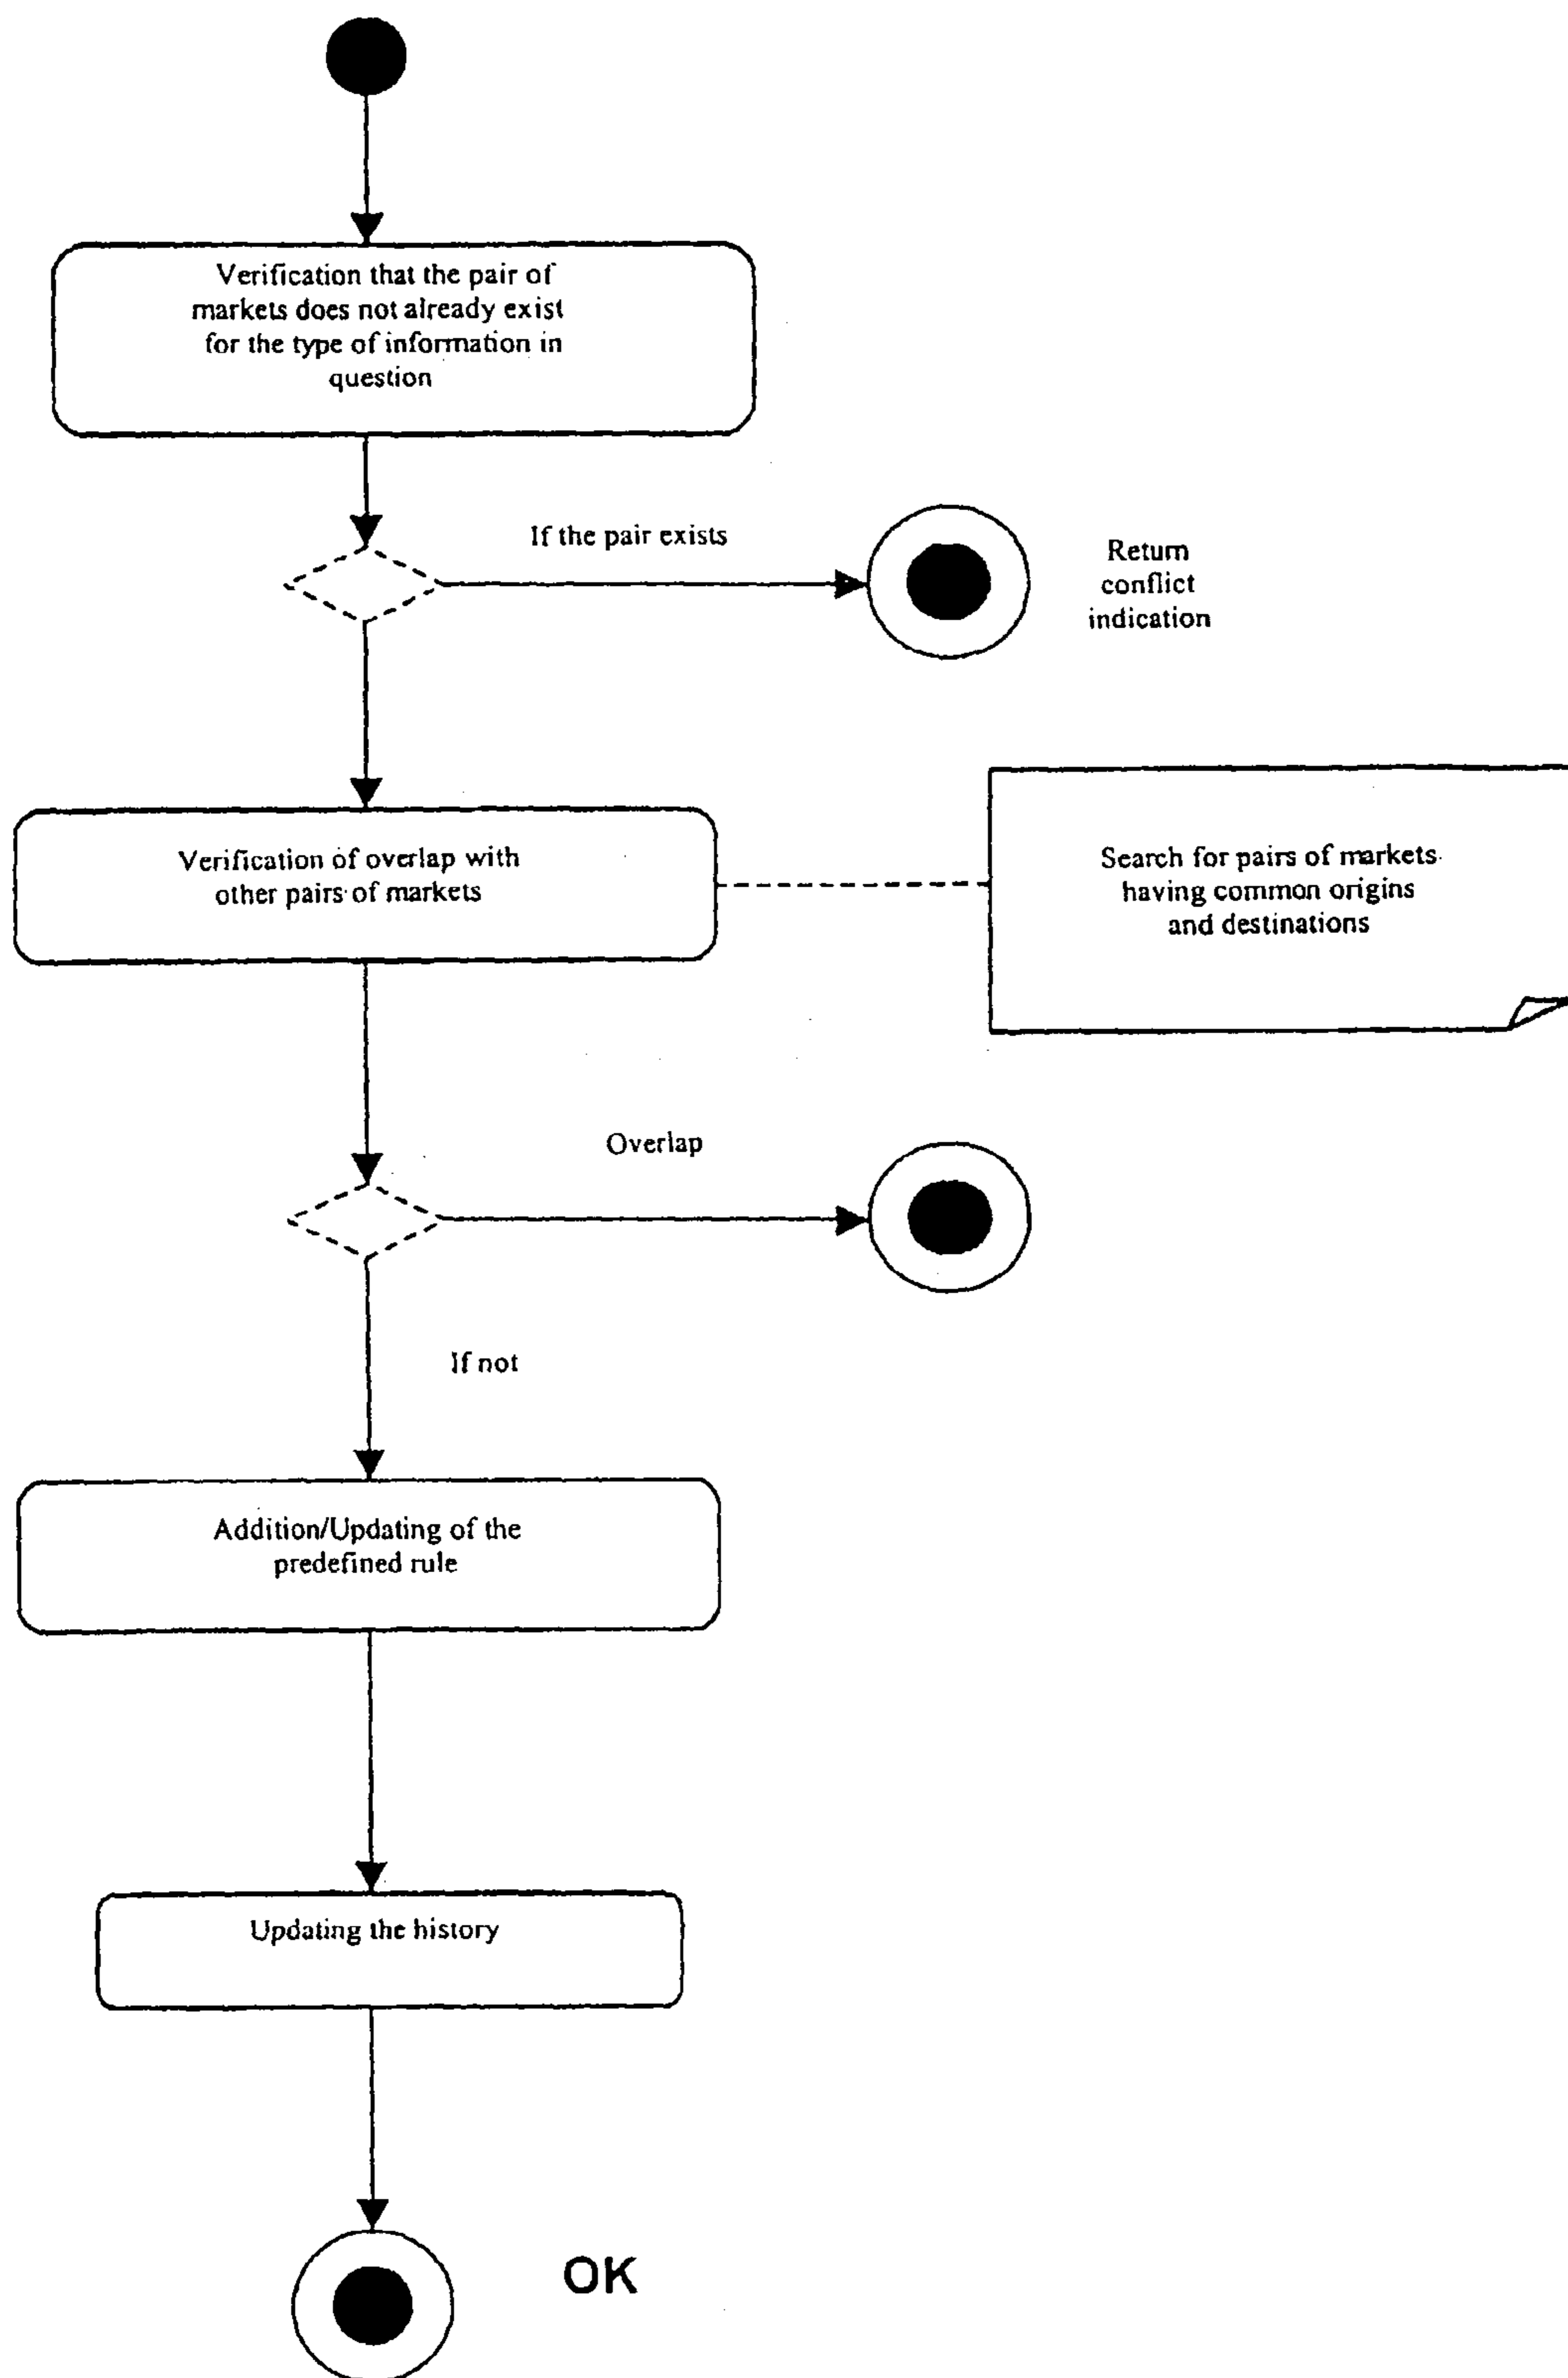 Verification that the pair of
markets does not already exist
for the type of information in
question
If the pair exists
Return
conflict
indication
Verification of overlap with
other pairs of markets
Search for pairs of markets
having common origins
and destinations
Overlap
If not
Addition/Updating of the
predefined rule
Updating the history
OK